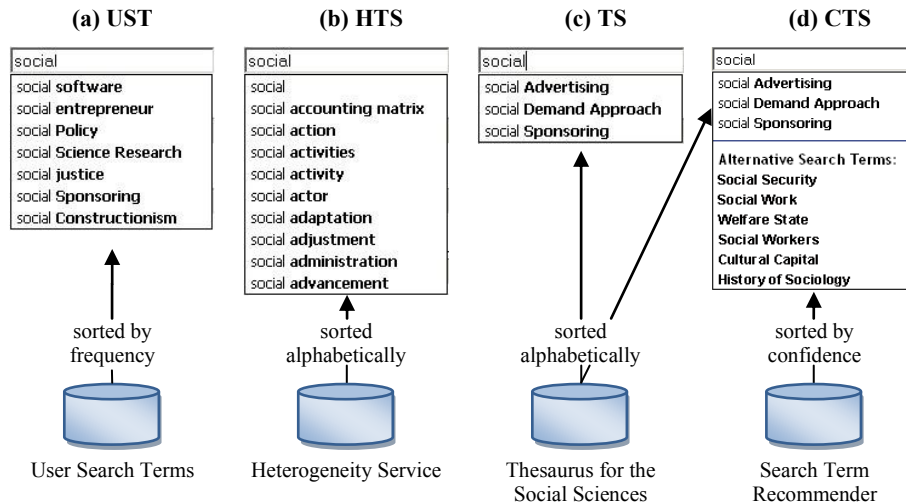 (a) UST
social
social software
social entrepreneur
social Policy
social Science Research
social justice
social Sponsoring
social Constructionism
sorted by
frequency
User Search Terms
(b) HTS
social
social
social accounting matrix
social action
social activities
social activity
social actor
social adaptation
social adjustment
social administration
social advancement
sorted
alphabetically
Heterogeneity Service
(c) TS
social
social Advertising
social Demand Approach
social Sponsoring
sorted
alphabetically
Thesaurus for the
Social Sciences
(d) CTS
social
social Advertising
social Demand Approach
social Sponsoring
Alternative Search Terms:
Social Security
Social Work
Welfare State
Social Workers
Cultural Capital
History of Sociology
sorted by
confidence
Search Term
Recommender